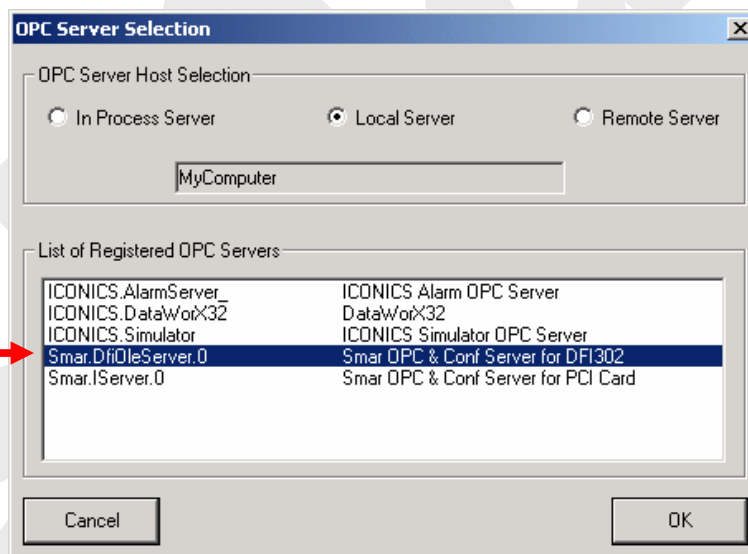 OPC Server Selection
OPC Server Host Selection
In Process Server Local Server Remote Server
MyComputer
List of Registered OPC Servers
ICONICS.AlarmServer_ ICONICS Alarm OPC Server
ICONICS.DataWorX32 DataWorX32
ICONICS.Simulator ICONICS Simulator OPC Server
Smar.DfiOleServer.0 Smar OPC & Conf Server for DFI302
Smar.IServer.0 Smar OPC & Conf Server for PCI Card
Cancel OK